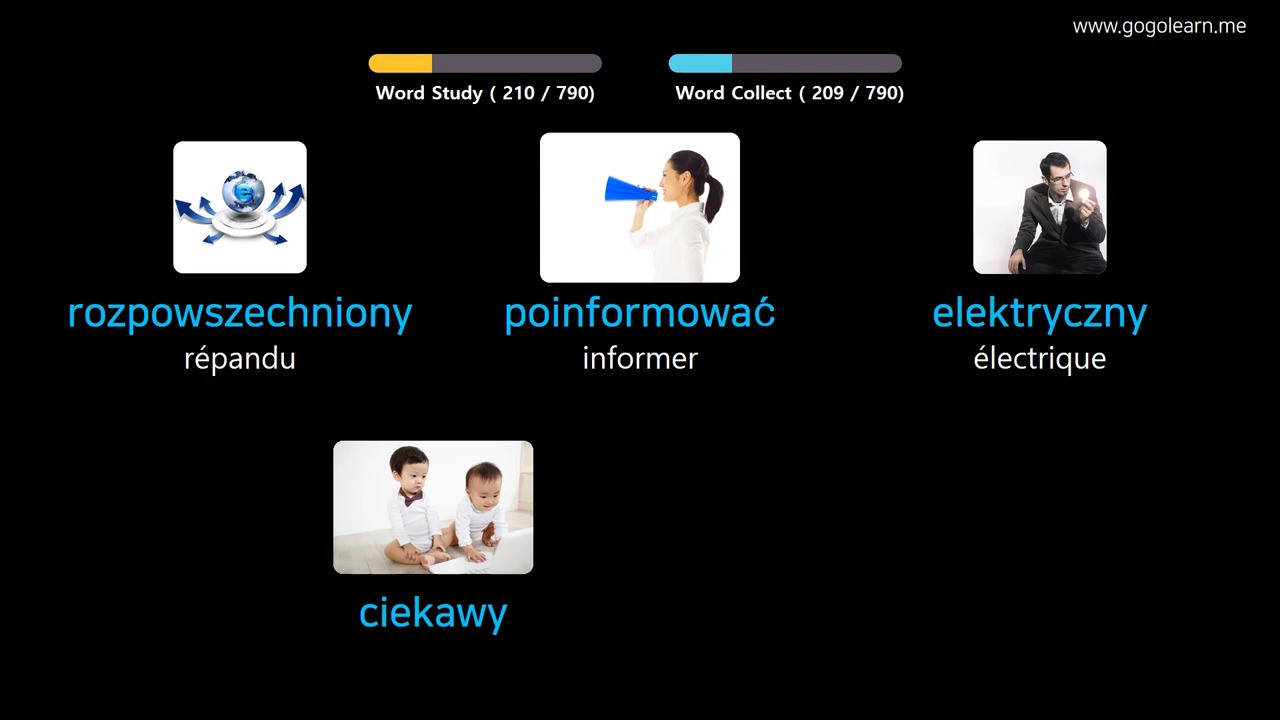 www.gogolearn.me
Word Study ( 210 / 790)
Word Collect ( 209 / 790)
rozpowszechniony
répandu
poinformować
informer
elektryczny
électrique
ciekawy